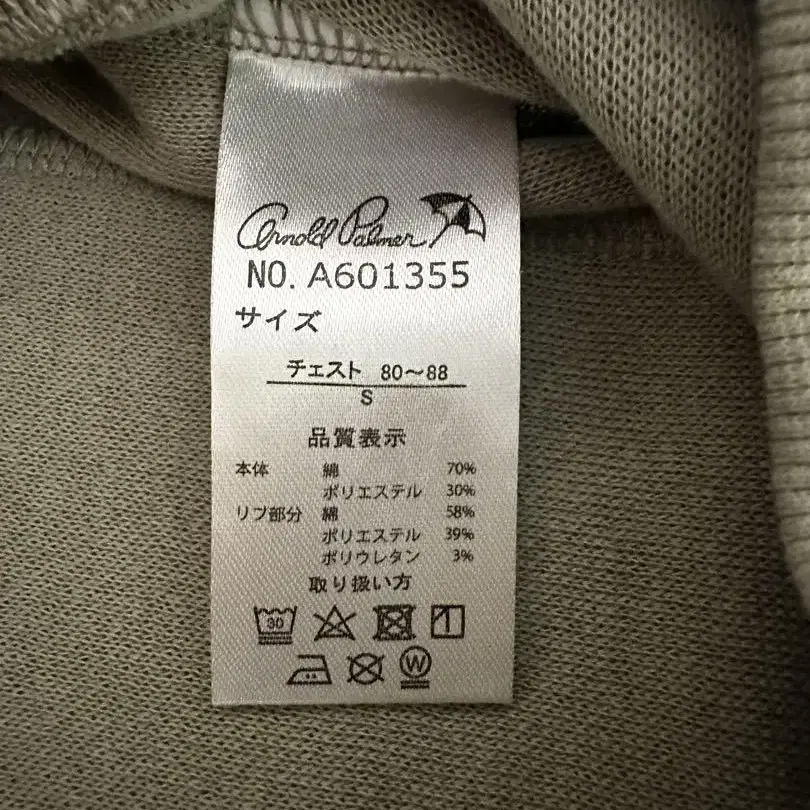 Arnold Palmer
NO. A601355
サイズ
チェスト 80～88
S
品質表示
本体 綿 70%
ポリエステル 30%
リブ部分 綿 58%
ポリエステル 39%
ポリウレタン 3%
取り扱い方
30
W